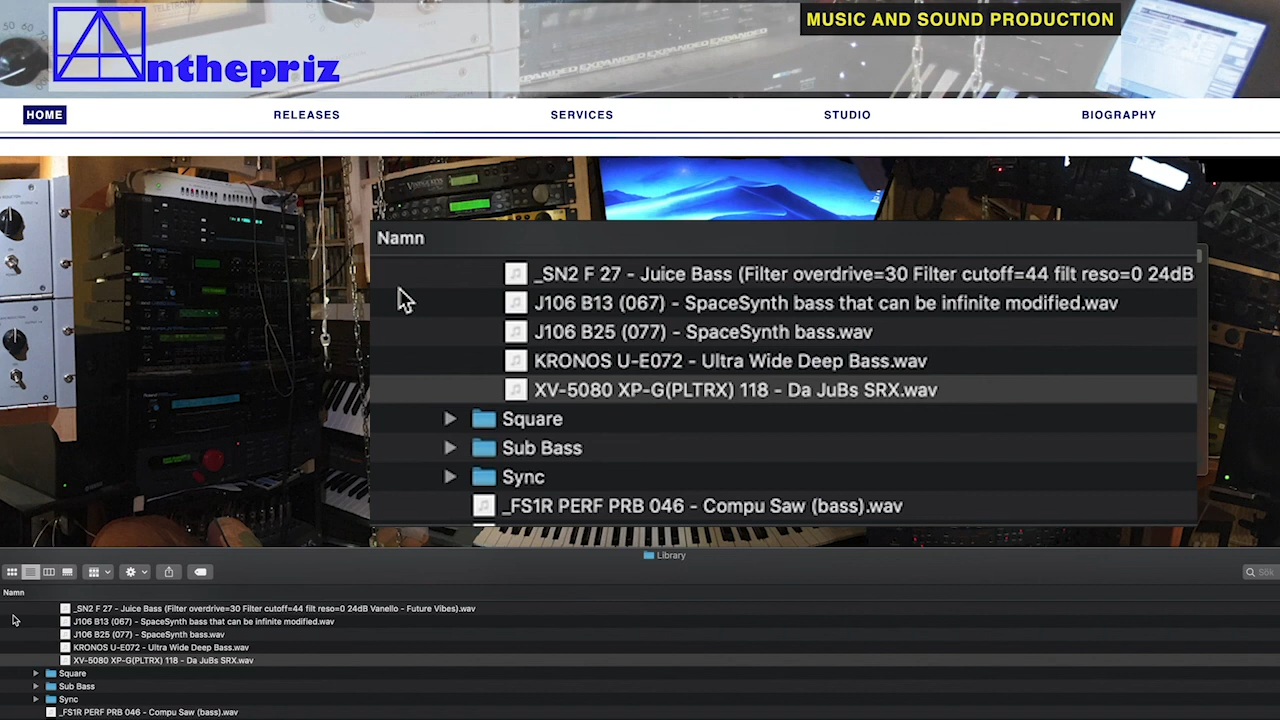 Anthepriz
MUSIC AND SOUND PRODUCTION
HOME
RELEASES
SERVICES
STUDIO
BIOGRAPHY
Namn
_SN2 F 27 - Juice Bass (Filter overdrive=30 Filter cutoff=44 filt reso=0 24dB
J106 B13 (067) - SpaceSynth bass that can be infinite modified.wav
J106 B25 (077) - SpaceSynth bass.wav
KRONOS U-E072 - Ultra Wide Deep Bass.wav
XV-5080 XP-G(PLTRX) 118 - Da JuBs SRX.wav
Square
Sub Bass
Sync
_FS1R PERF PRB 046 - Compu Saw (bass).wav
Library
Sök
Namn
_SN2 F 27 - Juice Bass (Filter overdrive=30 Filter cutoff=44 filt reso=0 24dB Vanello - Future Vibes).wav
J106 B13 (067) - SpaceSynth bass that can be infinite modified.wav
J106 B25 (077) - SpaceSynth bass.wav
KRONOS U-E072 - Ultra Wide Deep Bass.wav
XV-5080 XP-G(PLTRX) 118 - Da JuBs SRX.wav
Square
Sub Bass
Sync
_FS1R PERF PRB 046 - Compu Saw (bass).wav